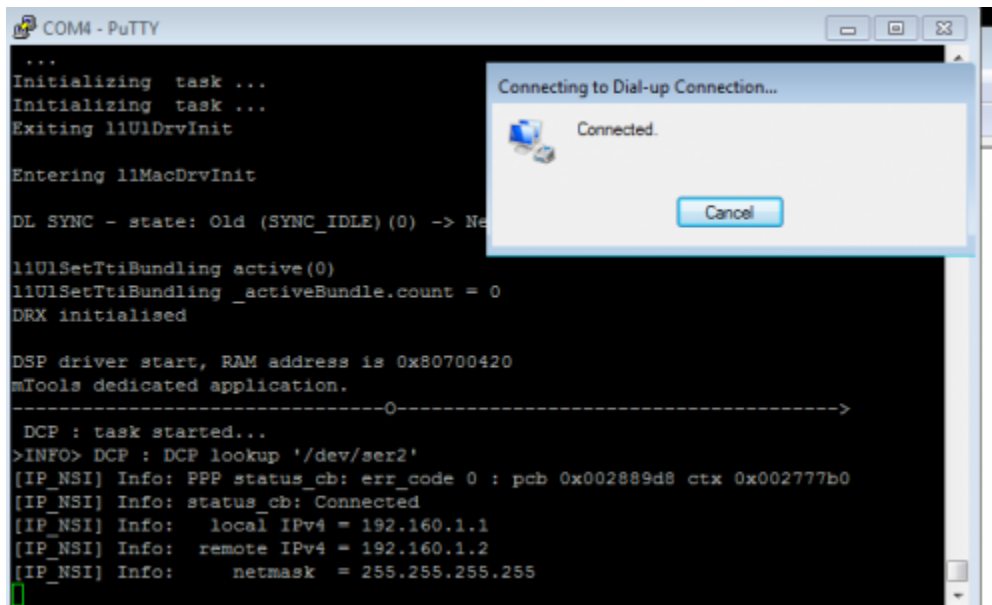 COM4 - PuTTY
...
Initializing  task ...
Initializing  task ...
Exiting l1UlDrvInit
Entering l1MacDrvInit
DL SYNC - state: Old (SYNC_IDLE)(0) -> Ne
l1UlSetTtiBundling active(0)
l1UlSetTtiBundling _activeBundle.count = 0
DRX initialised
DSP driver start, RAM address is 0x80700420
mTools dedicated application.
--------------------------------O--------------------------------------->
DCP : task started...
>INFO> DCP : DCP lookup '/dev/ser2'
[IP_NSI] Info: PPP status_cb: err_code 0 : pcb 0x002889d8 ctx 0x002777b0
[IP_NSI] Info: status_cb: Connected
[IP_NSI] Info:   local IPv4 = 192.160.1.1
[IP_NSI] Info:  remote IPv4 = 192.160.1.2
[IP_NSI] Info:     netmask  = 255.255.255.255
Connecting to Dial-up Connection...
Connected.
Cancel